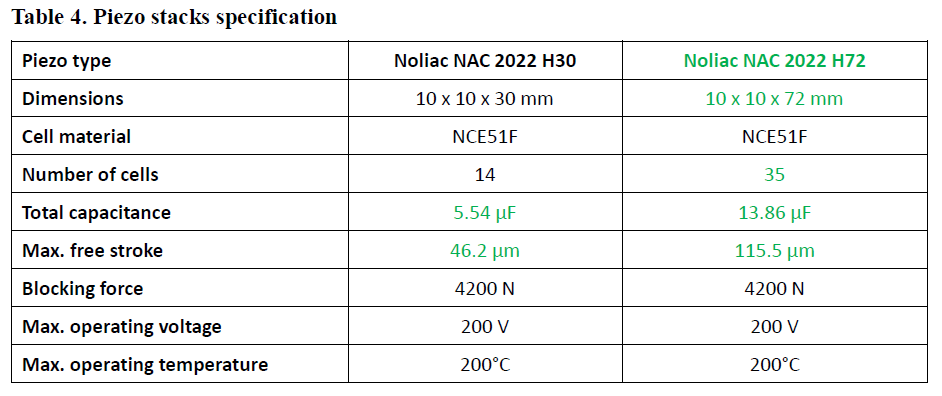 Table 4. Piezo stacks specification
Piezo type Noliac NAC 2022 H30 Noliac NAC 2022 H72
Dimensions 10 x 10 x 30 mm 10 x 10 x 72 mm
Cell material NCE51F NCE51F
Number of cells 14 35
Total capacitance 5.54 µF 13.86 µF
Max. free stroke 46.2 µm 115.5 µm
Blocking force 4200 N 4200 N
Max. operating voltage 200 V 200 V
Max. operating temperature 200°C 200°C